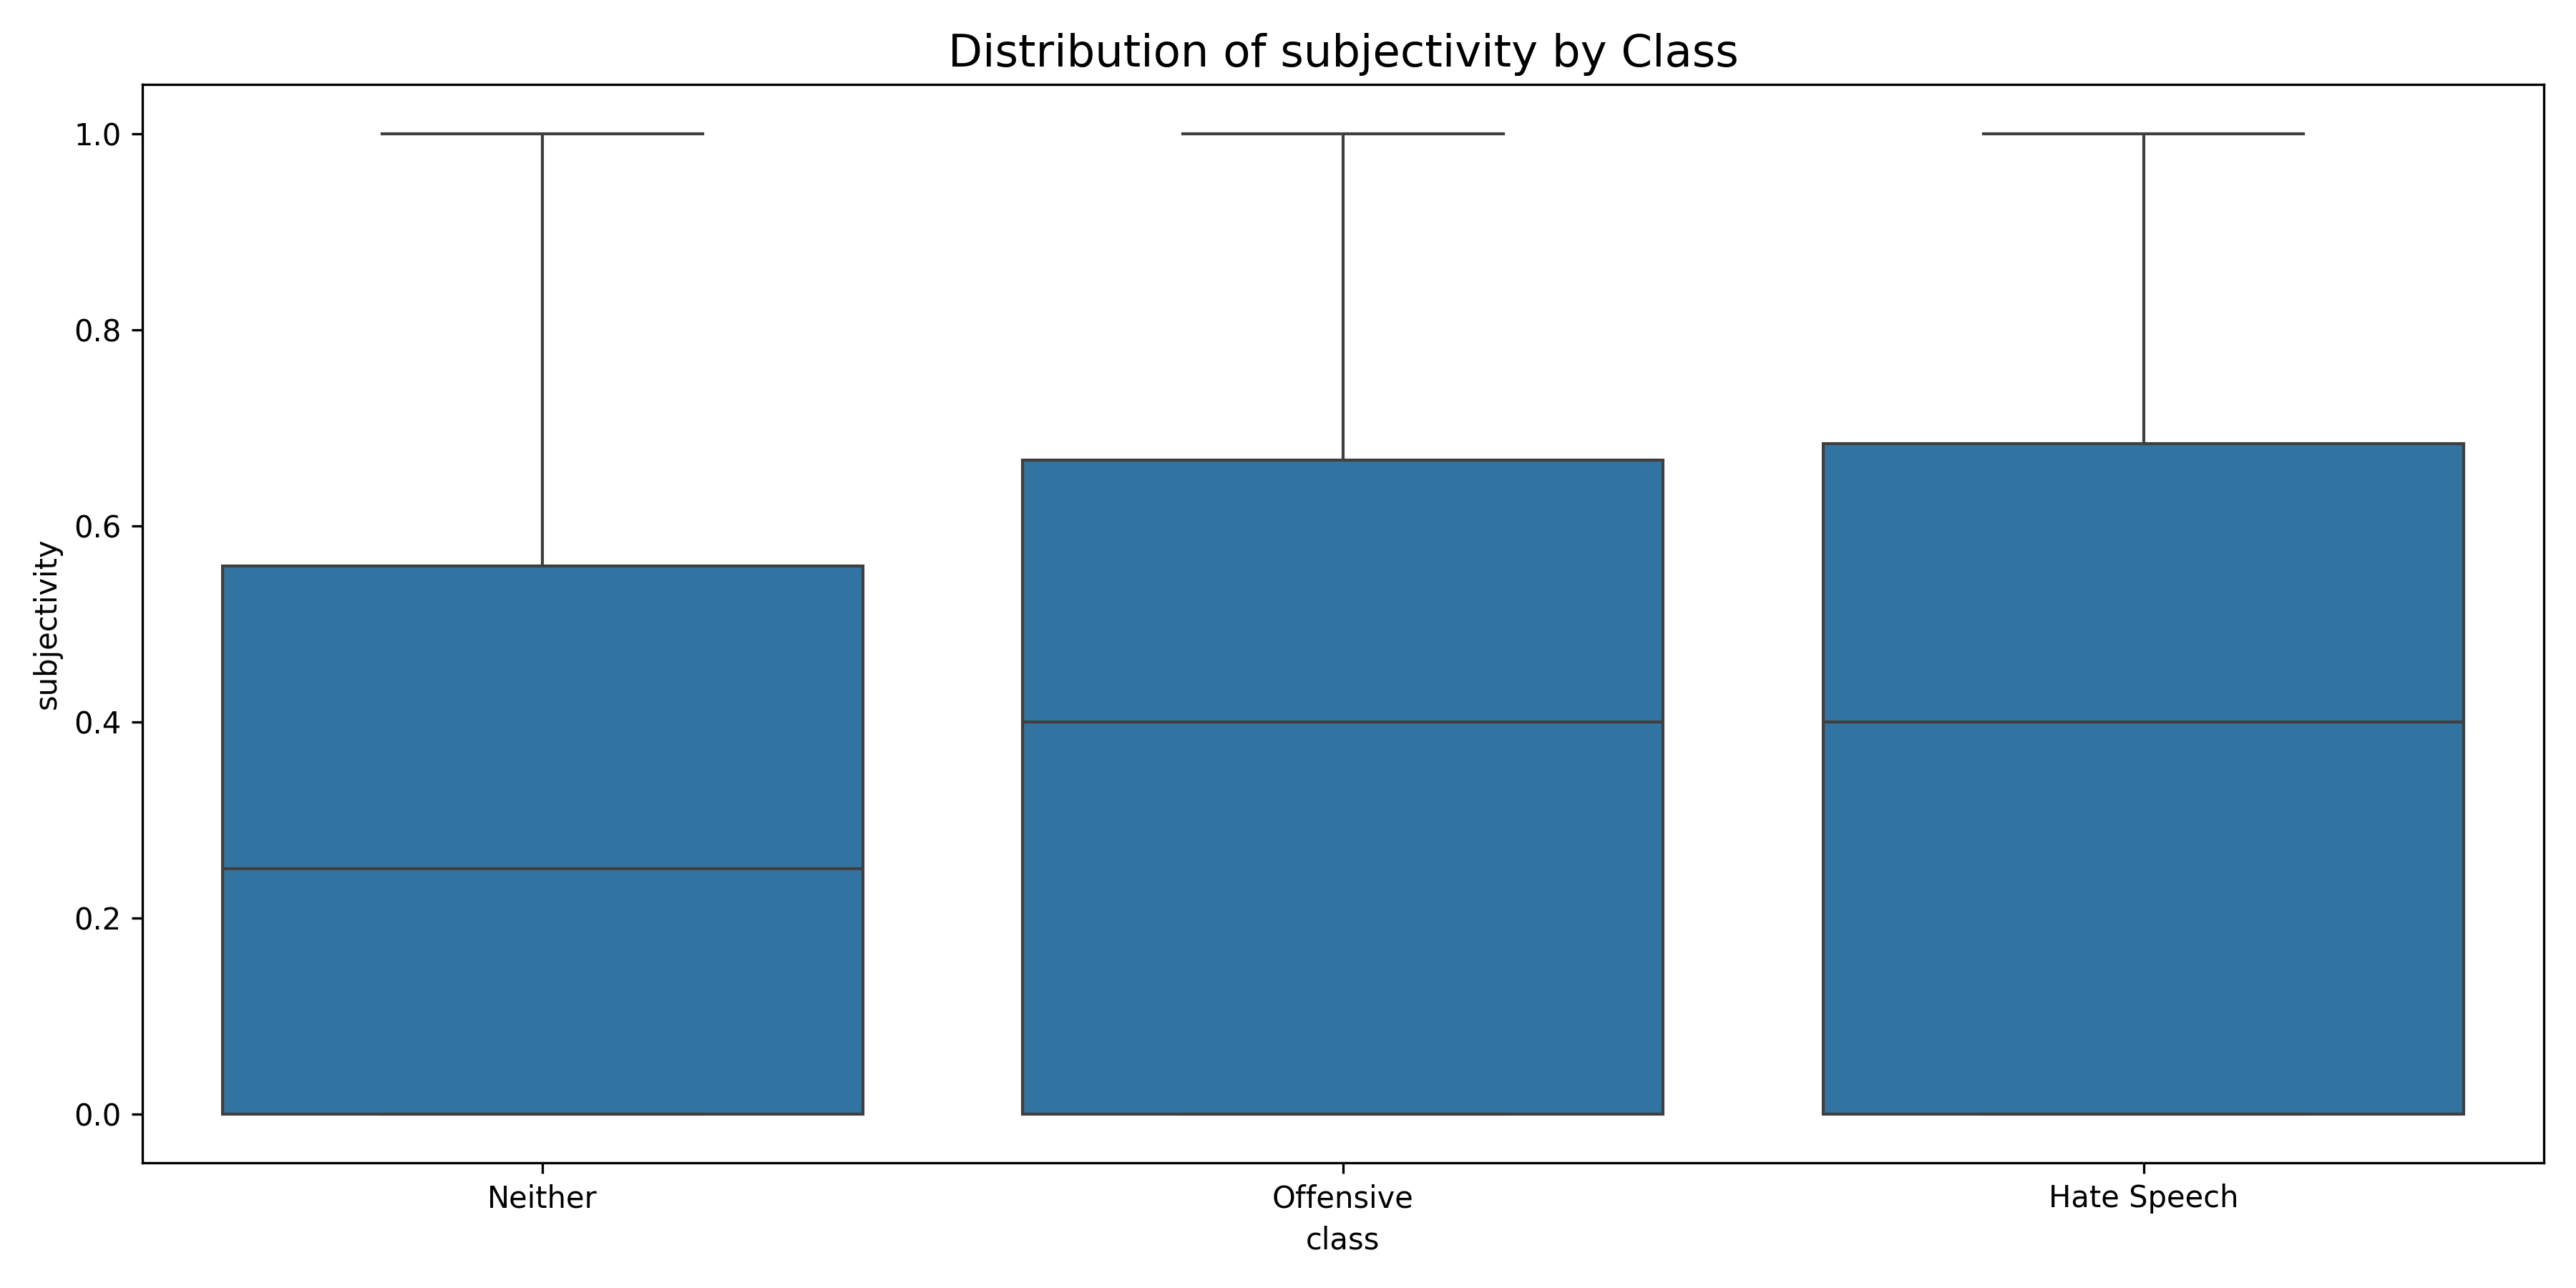 Distribution of subjectivity by Class
subjectivity
1.0
0.8
0.6
0.4
0.2
0.0
Neither
Offensive
Hate Speech
class